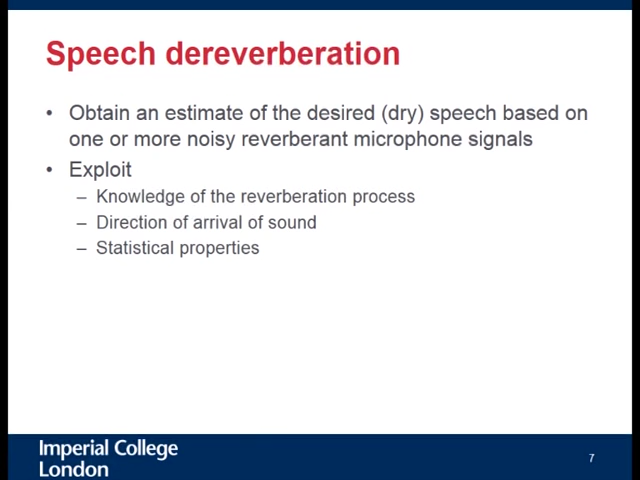 Speech dereverberation
• Obtain an estimate of the desired (dry) speech based on
one or more noisy reverberant microphone signals
• Exploit
– Knowledge of the reverberation process
– Direction of arrival of sound
– Statistical properties
Imperial College
London
7